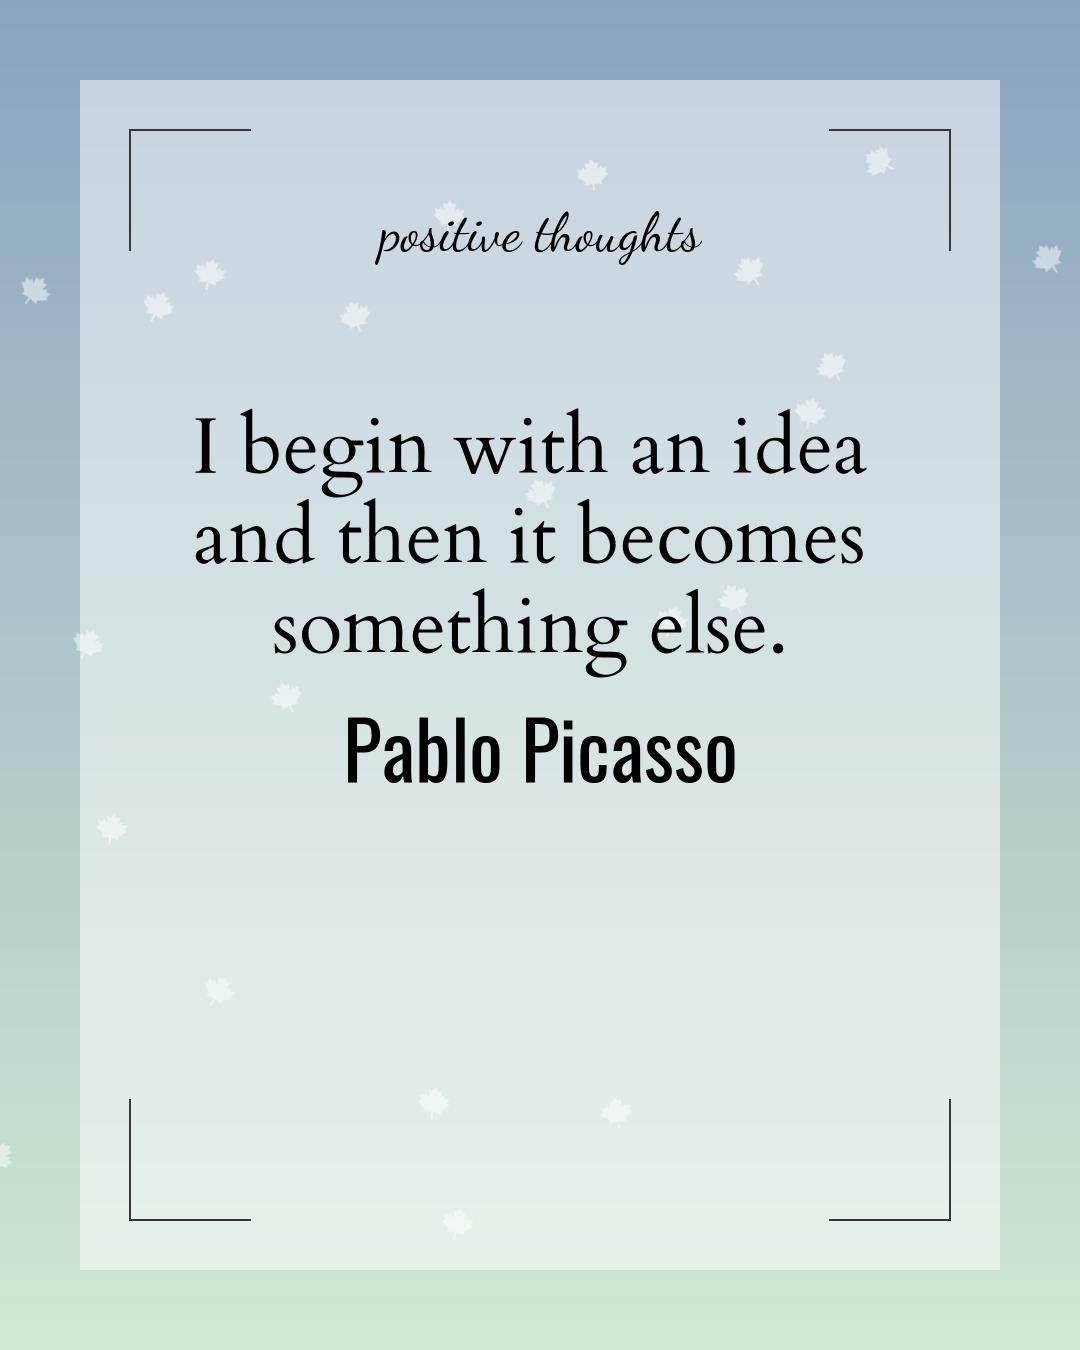 positive thoughts
I begin with an idea
and then it becomes
something else.
Pablo Picasso